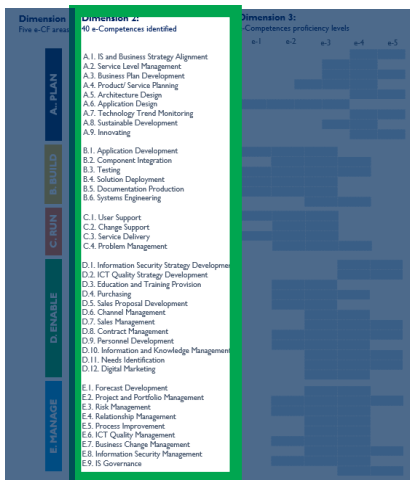 Dimension
Five e-CF areas
Dimension 2:
40 e-Competences identified
Dimension 3:
e-Competences proficiency levels
e-1 e-2 e-3 e-4 e-5
A. PLAN
A.1. IS and Business Strategy Alignment
A.2. Service Level Management
A.3. Business Plan Development
A.4. Product/ Service Planning
A.5. Architecture Design
A.6. Application Design
A.7. Technology Trend Monitoring
A.8. Sustainable Development
A.9. Innovating
B. BUILD
B.1. Application Development
B.2. Component Integration
B.3. Testing
B.4. Solution Deployment
B.5. Documentation Production
B.6. Systems Engineering
C. RUN
C.1. User Support
C.2. Change Support
C.3. Service Delivery
C.4. Problem Management
D. ENABLE
D.1. Information Security Strategy Developme
D.2. ICT Quality Strategy Development
D.3. Education and Training Provision
D.4. Purchasing
D.5. Sales Proposal Development
D.6. Channel Management
D.7. Sales Management
D.8. Contract Management
D.9. Personnel Development
D.10. Information and Knowledge Management
D.11. Needs Identification
D.12. Digital Marketing
E. MANAGE
E.1. Forecast Development
E.2. Project and Portfolio Management
E.3. Risk Management
E.4. Relationship Management
E.5. Process Improvement
E.6. ICT Quality Management
E.7. Business Change Management
E.8. Information Security Management
E.9. IS Governance